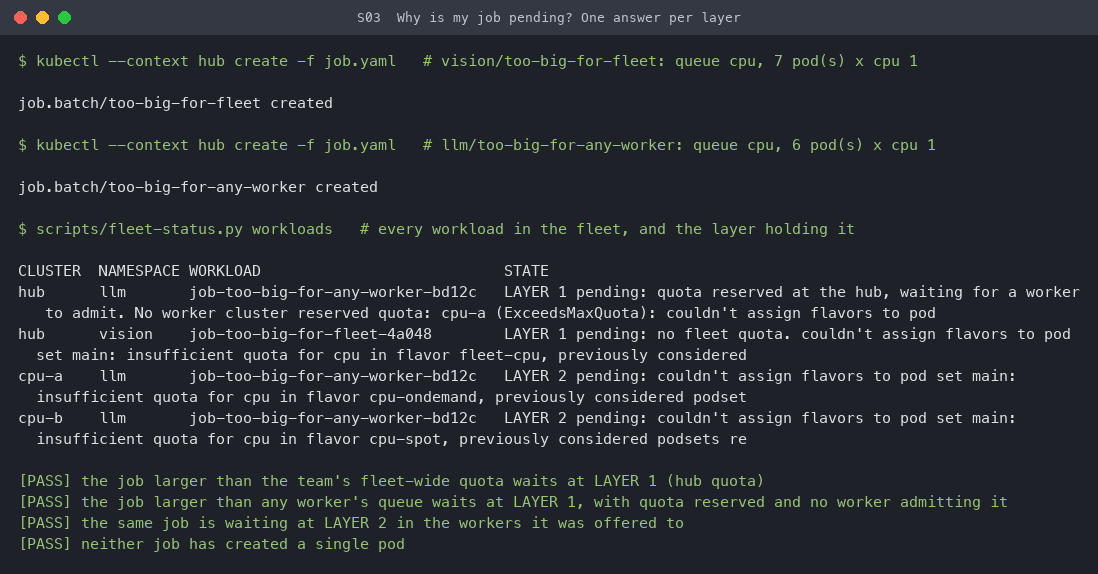 S03  Why is my job pending? One answer per layer
$ kubectl --context hub create -f job.yaml   # vision/too-big-for-fleet: queue cpu, 7 pod(s) x cpu 1
job.batch/too-big-for-fleet created
$ kubectl --context hub create -f job.yaml   # llm/too-big-for-any-worker: queue cpu, 6 pod(s) x cpu 1
job.batch/too-big-for-any-worker created
$ scripts/fleet-status.py workloads   # every workload in the fleet, and the layer holding it
CLUSTER  NAMESPACE WORKLOAD                           STATE
hub      llm       job-too-big-for-any-worker-bd12c   LAYER 1 pending: quota reserved at the hub, waiting for a worker
   to admit. No worker cluster reserved quota: cpu-a (ExceedsMaxQuota): couldn't assign flavors to pod
hub      vision    job-too-big-for-fleet-4a048        LAYER 1 pending: no fleet quota. couldn't assign flavors to pod
  set main: insufficient quota for cpu in flavor fleet-cpu, previously considered
cpu-a    llm       job-too-big-for-any-worker-bd12c   LAYER 2 pending: couldn't assign flavors to pod set main:
  insufficient quota for cpu in flavor cpu-ondemand, previously considered podset
cpu-b    llm       job-too-big-for-any-worker-bd12c   LAYER 2 pending: couldn't assign flavors to pod set main:
  insufficient quota for cpu in flavor cpu-spot, previously considered podsets re
[PASS] the job larger than the team's fleet-wide quota waits at LAYER 1 (hub quota)
[PASS] the job larger than any worker's queue waits at LAYER 1, with quota reserved and no worker admitting it
[PASS] the same job is waiting at LAYER 2 in the workers it was offered to
[PASS] neither job has created a single pod